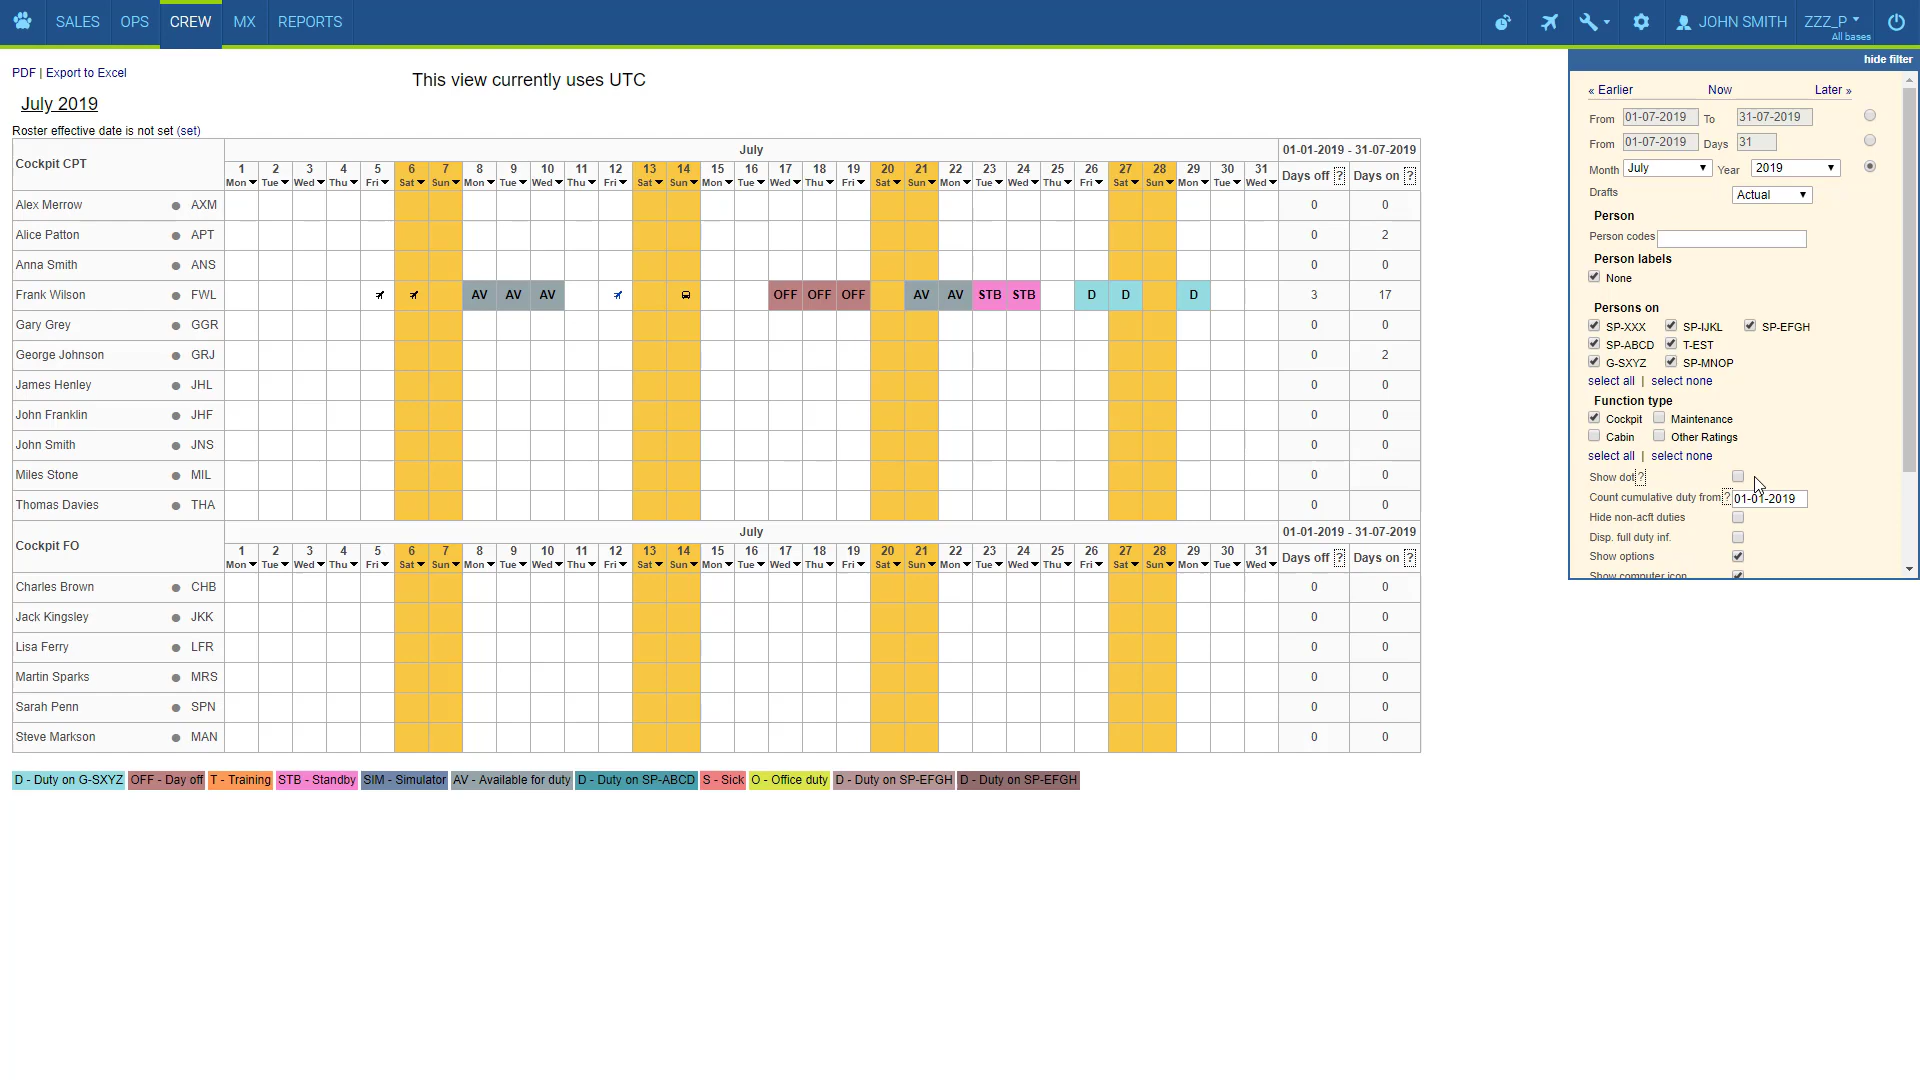 SALES OPS CREW MX REPORTS JOHN SMITH ZZZ_P
All bases
PDF | Export to Excel
This view currently uses UTC
July 2019
Roster effective date is not set (set)
Cockpit CPT July 01-01-2019 - 31-07-2019
1 2 3 4 5 6 7 8 9 10 11 12 13 14 15 16 17 18 19 20 21 22 23 24 25 26 27 28 29 30 31
Mon Tue Wed Thu Fri Sat Sun Mon Tue Wed Thu Fri Sat Sun Mon Tue Wed Thu Fri Sat Sun Mon Tue Wed Thu Fri Sat Sun Mon Tue Wed Days off ? Days on ?
Alex Merrow AXM 0 0
Alice Patton APT 0 2
Anna Smith ANS 0 0
Frank Wilson FWL AV AV AV OFF OFF OFF AV AV STB STB D D D 3 17
Gary Grey GGR 0 0
George Johnson GRJ 0 2
James Henley JHL 0 0
John Franklin JHF 0 0
John Smith JNS 0 0
Miles Stone MIL 0 0
Thomas Davies THA 0 0
Cockpit FO July 01-01-2019 - 31-07-2019
1 2 3 4 5 6 7 8 9 10 11 12 13 14 15 16 17 18 19 20 21 22 23 24 25 26 27 28 29 30 31
Mon Tue Wed Thu Fri Sat Sun Mon Tue Wed Thu Fri Sat Sun Mon Tue Wed Thu Fri Sat Sun Mon Tue Wed Thu Fri Sat Sun Mon Tue Wed Days off ? Days on ?
Charles Brown CHB 0 0
Jack Kingsley JKK 0 0
Lisa Ferry LFR 0 0
Martin Sparks MRS 0 0
Sarah Penn SPN 0 0
Steve Markson MAN 0 0
D - Duty on G-SXYZ OFF - Day off T - Training STB - Standby SIM - Simulator AV - Available for duty D - Duty on SP-ABCD S - Sick O - Office duty D - Duty on SP-EFGH D - Duty on SP-EFGH
hide filter
« Earlier Now Later »
From 01-07-2019 To 31-07-2019
From 01-07-2019 Days 31
Month July Year 2019
Drafts Actual
Person
Person codes
Person labels
None
Persons on
SP-XXX SP-IJKL SP-EFGH
SP-ABCD T-EST
G-SXYZ SP-MNOP
select all | select none
Function type
Cockpit Maintenance
Cabin Other Ratings
select all | select none
Show dot ?
Count cumulative duty from ? 01-01-2019
Hide non-acft duties
Disp. full duty inf.
Show options
Show computer icon